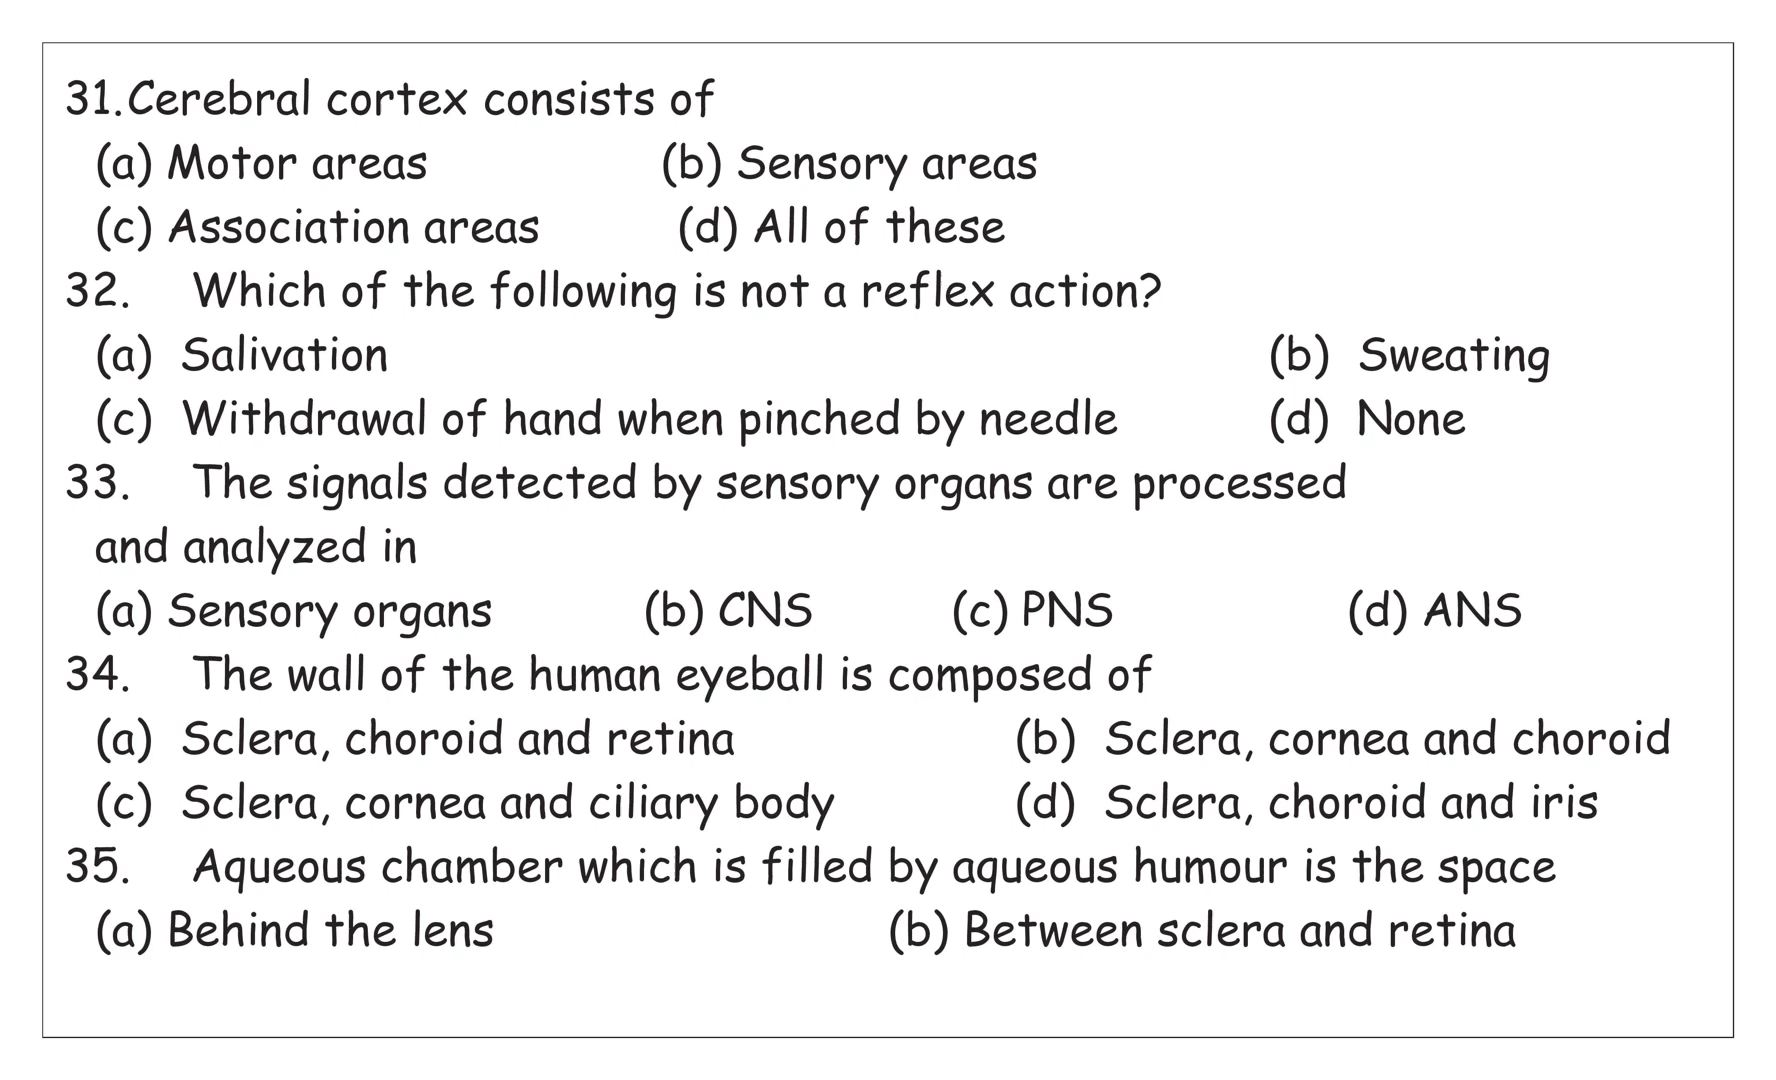 31.Cerebral cortex consists of
(a) Motor areas (b) Sensory areas
(c) Association areas (d) All of these
32. Which of the following is not a reflex action?
(a) Salivation (b) Sweating
(c) Withdrawal of hand when pinched by needle (d) None
33. The signals detected by sensory organs are processed
and analyzed in
(a) Sensory organs (b) CNS (c) PNS (d) ANS
34. The wall of the human eyeball is composed of
(a) Sclera, choroid and retina (b) Sclera, cornea and choroid
(c) Sclera, cornea and ciliary body (d) Sclera, choroid and iris
35. Aqueous chamber which is filled by aqueous humour is the space
(a) Behind the lens (b) Between sclera and retina